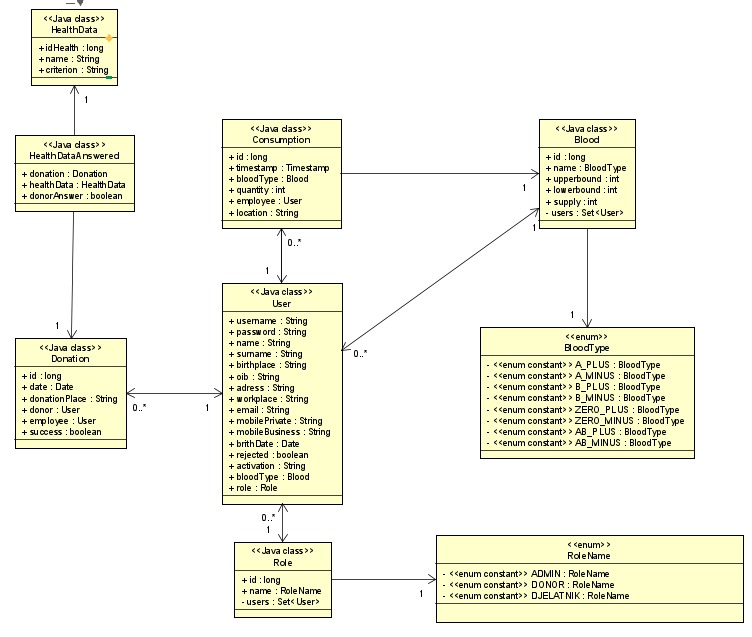 <<Java class>>
HealthData
+ idHealth : long
+ name : String
+ criterion : String
1
<<Java class>>
HealthDataAnswered
+ donation : Donation
+ healthData : HealthData
+ donorAnswer : boolean
1
<<Java class>>
Donation
+ id : long
+ date : Date
+ donationPlace : String
+ donor : User
+ employee : User
+ success : boolean
0..*
1
<<Java class>>
Consumption
+ id : long
+ timestamp : Timestamp
+ bloodType : Blood
+ quantity : int
+ employee : User
+ location : String
1
0..*
1
<<Java class>>
User
+ username : String
+ password : String
+ name : String
+ surname : String
+ birthplace : String
+ oib : String
+ adress : String
+ workplace : String
+ email : String
+ mobilePrivate : String
+ mobileBusiness : String
+ brithDate : Date
+ rejected : boolean
+ activation : String
+ bloodType : Blood
+ role : Role
0..*
1
<<Java class>>
Role
+ id : long
+ name : RoleName
- users : Set<User>
1
<<Java class>>
Blood
+ id : long
+ name : BloodType
+ upperbound : int
+ lowerbound : int
+ supply : int
- users : Set<User>
1
0..*
1
<<enum>>
BloodType
- <<enum constant>> A_PLUS : BloodType
- <<enum constant>> A_MINUS : BloodType
- <<enum constant>> B_PLUS : BloodType
- <<enum constant>> B_MINUS : BloodType
- <<enum constant>> ZERO_PLUS : BloodType
- <<enum constant>> ZERO_MINUS : BloodType
- <<enum constant>> AB_PLUS : BloodType
- <<enum constant>> AB_MINUS : BloodType
<<enum>>
RoleName
- <<enum constant>> ADMIN : RoleName
- <<enum constant>> DONOR : RoleName
- <<enum constant>> DJELATNIK : RoleName